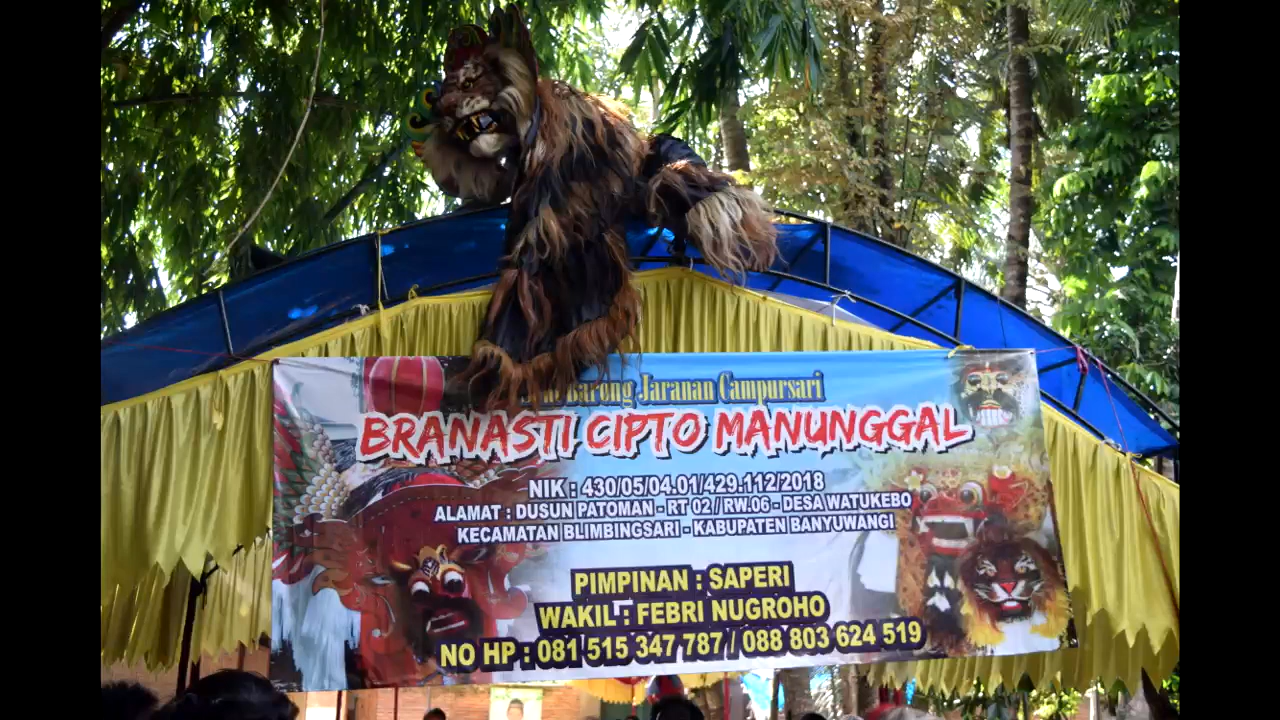 Barong Jaranan Campursari
BRANASTI CIPTO MANUNGGAL
NIK : 430/05/04.01/429.112/2018
ALAMAT : DUSUN PATOMAN - RT 02 / RW.06 - DESA WATUKEBO
KECAMATAN BLIMBINGSARI - KABUPATEN BANYUWANGI
PIMPINAN : SAPERI
WAKIL : FEBRI NUGROHO
NO HP : 081 515 347 787 / 088 803 624 519